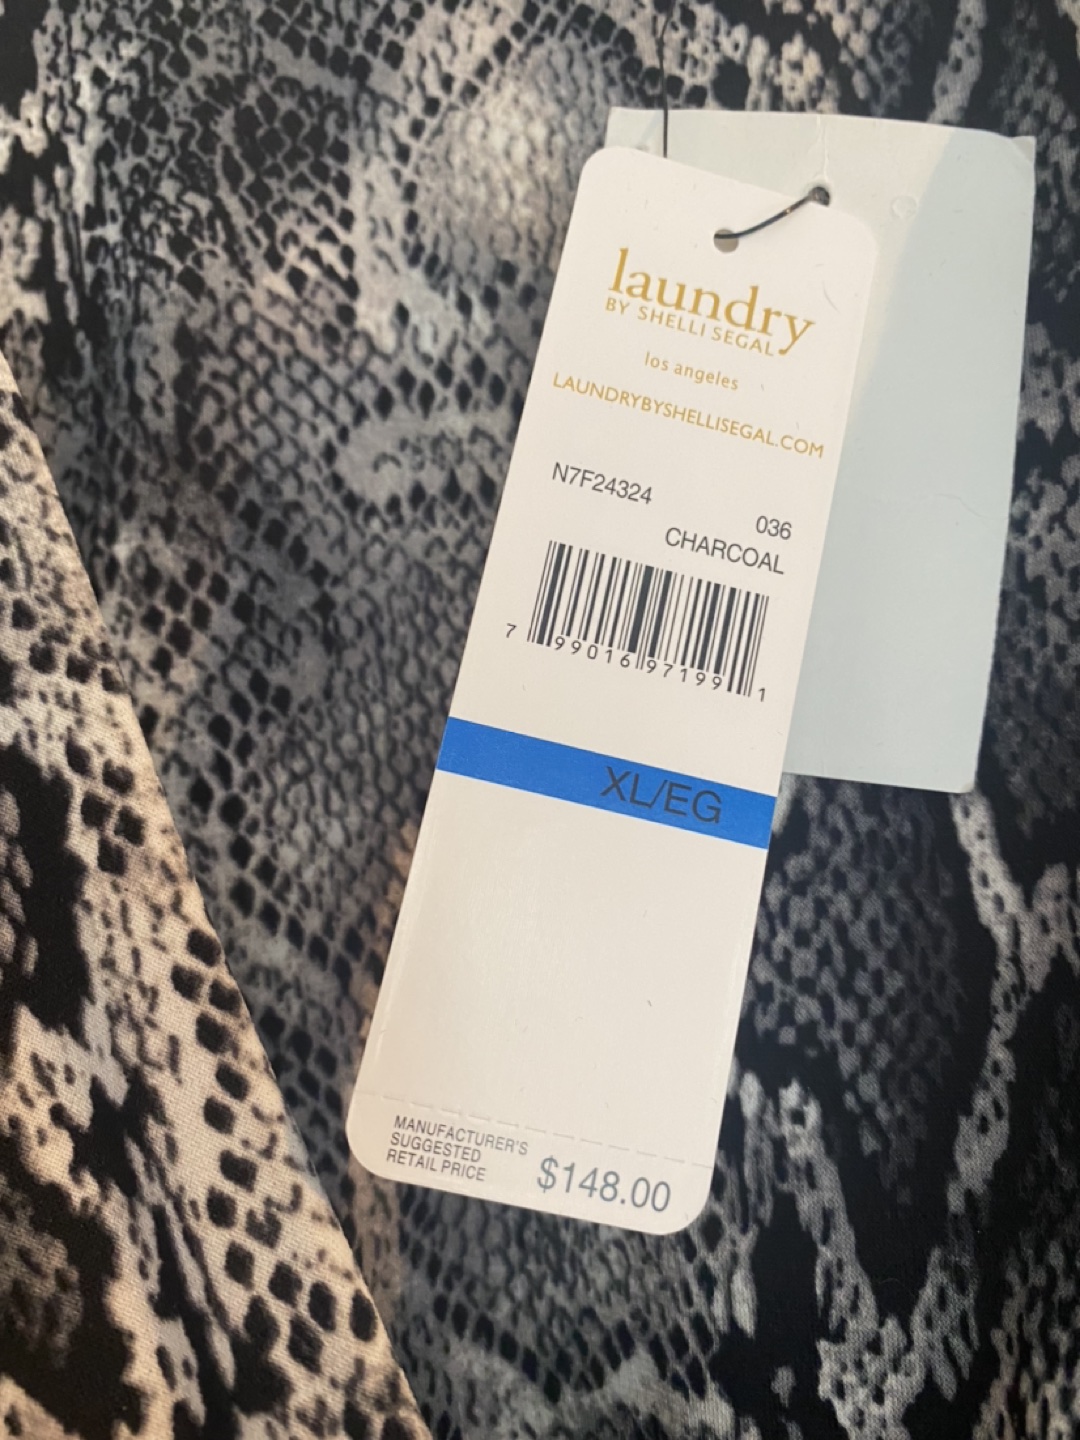 laundry
BY SHELLI SEGAL
los angeles
LAUNDRYBYSHELLISEGAL.COM
N7F24324
036
CHARCOAL
7 99016 97199 1
XL/EG
MANUFACTURER'S
SUGGESTED
RETAIL PRICE
$148.00